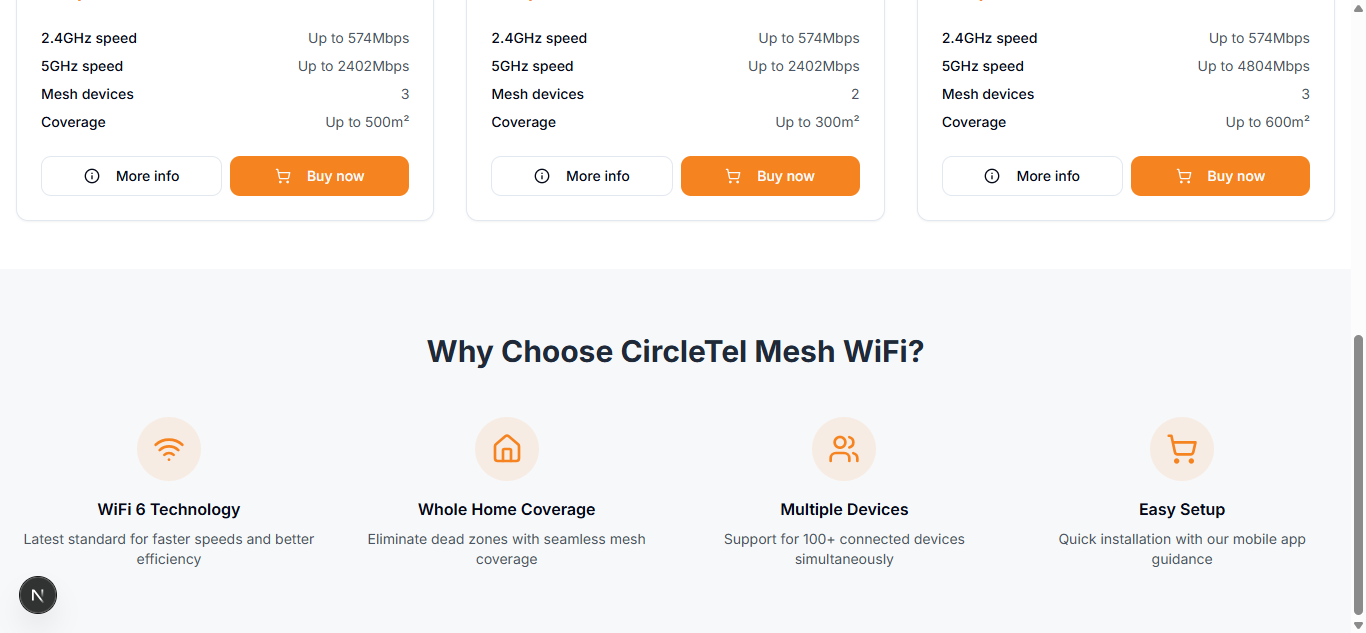 2.4GHz speed Up to 574Mbps
5GHz speed Up to 2402Mbps
Mesh devices 3
Coverage Up to 500m²
More info Buy now
2.4GHz speed Up to 574Mbps
5GHz speed Up to 2402Mbps
Mesh devices 2
Coverage Up to 300m²
More info Buy now
2.4GHz speed Up to 574Mbps
5GHz speed Up to 4804Mbps
Mesh devices 3
Coverage Up to 600m²
More info Buy now
Why Choose CircleTel Mesh WiFi?
WiFi 6 Technology
Latest standard for faster speeds and better
efficiency
Whole Home Coverage
Eliminate dead zones with seamless mesh
coverage
Multiple Devices
Support for 100+ connected devices
simultaneously
Easy Setup
Quick installation with our mobile app
guidance
N